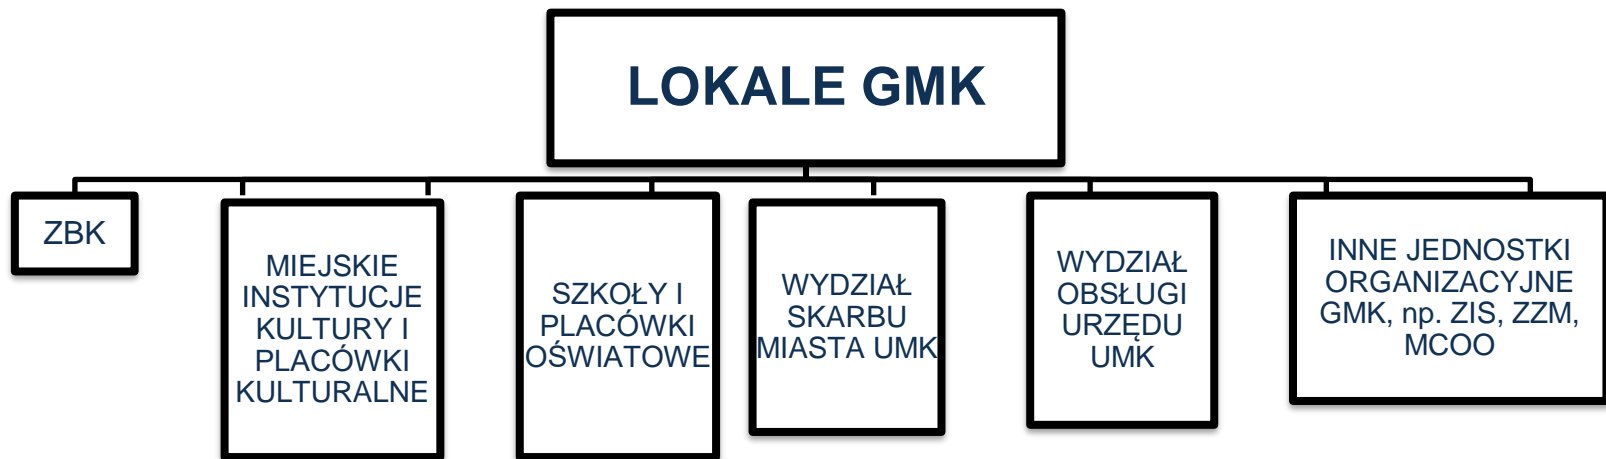 LOKALE GMK
ZBK
MIEJSKIE
INSTYTUCJE
KULTURY I
PLACÓWKI
KULTURALNE
SZKOŁY I
PLACÓWKI
OŚWIATOWE
WYDZIAŁ
SKARBU
MIASTA UMK
WYDZIAŁ
OBSŁUGI
URZĘDU
UMK
INNE JEDNOSTKI
ORGANIZACYJNE
GMK, np. ZIS, ZZM,
MCOO